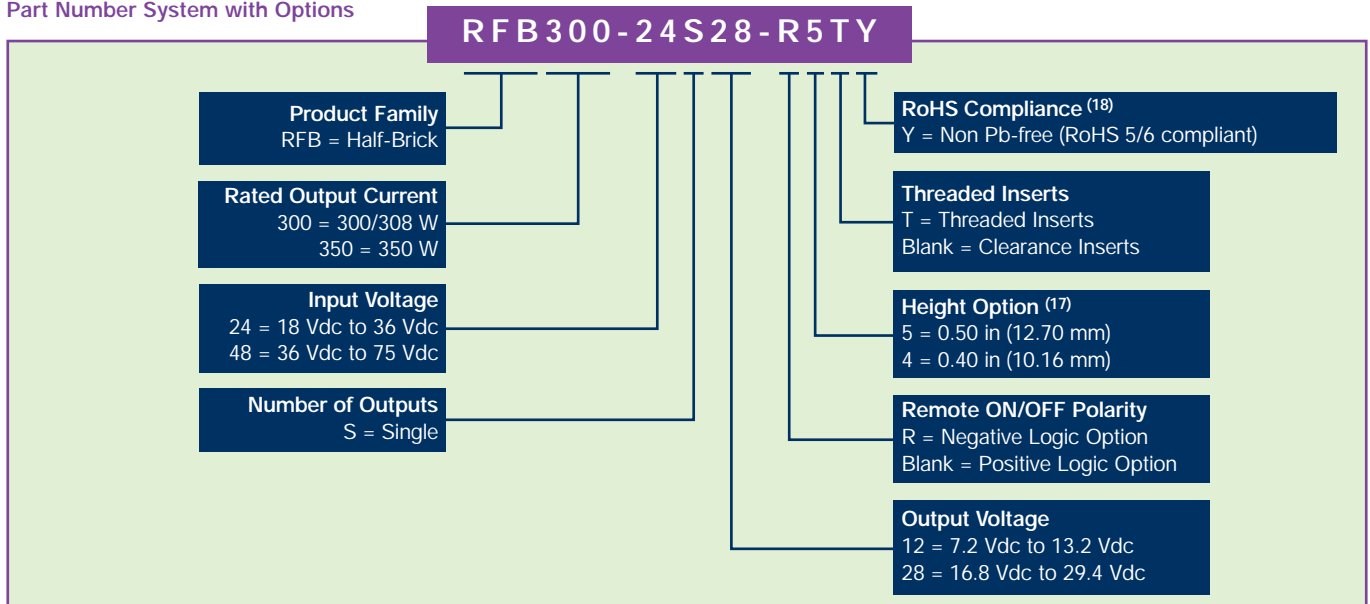 Part Number System with Options
RFB300-24S28-R5TY
Product Family
RFB = Half-Brick
Rated Output Current
300 = 300/308 W
350 = 350 W
Input Voltage
24 = 18 Vdc to 36 Vdc
48 = 36 Vdc to 75 Vdc
Number of Outputs
S = Single
RoHS Compliance (18)
Y = Non Pb-free (RoHS 5/6 compliant)
Threaded Inserts
T = Threaded Inserts
Blank = Clearance Inserts
Height Option (17)
5 = 0.50 in (12.70 mm)
4 = 0.40 in (10.16 mm)
Remote ON/OFF Polarity
R = Negative Logic Option
Blank = Positive Logic Option
Output Voltage
12 = 7.2 Vdc to 13.2 Vdc
28 = 16.8 Vdc to 29.4 Vdc